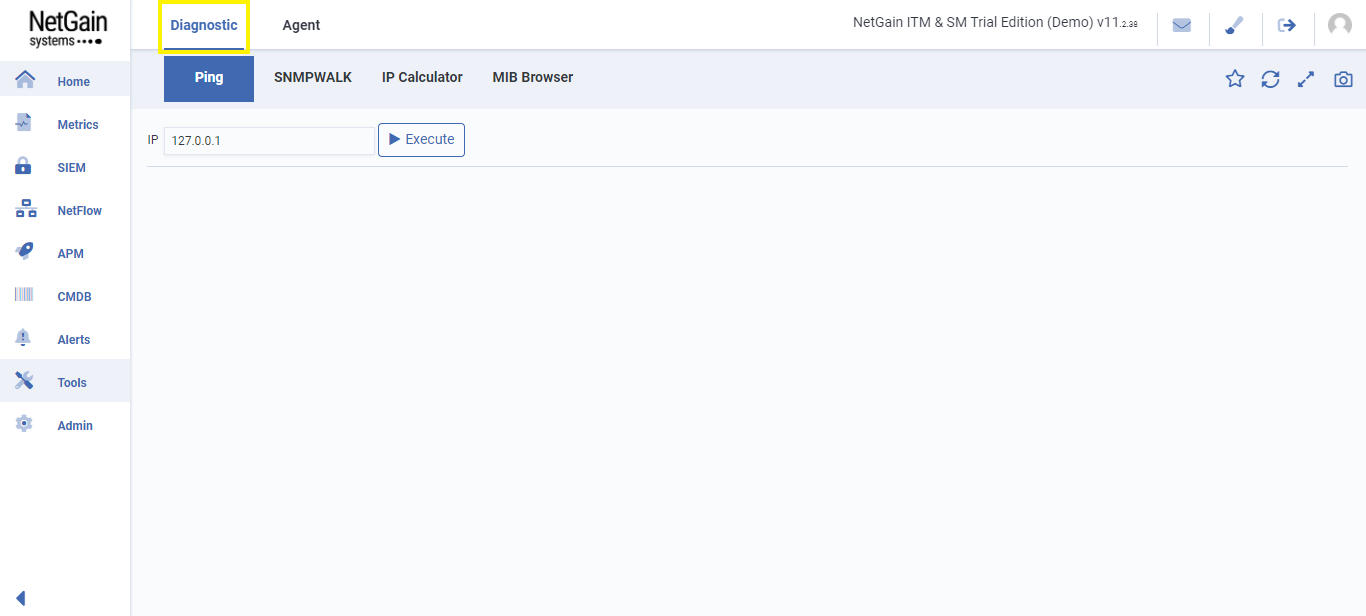 NetGain
systems
Diagnostic
Agent
NetGain ITM & SM Trial Edition (Demo) v11.2.38
Home
Metrics
SIEM
NetFlow
APM
CMDB
Alerts
Tools
Admin
Ping
SNMPWALK
IP Calculator
MIB Browser
IP
127.0.0.1
Execute